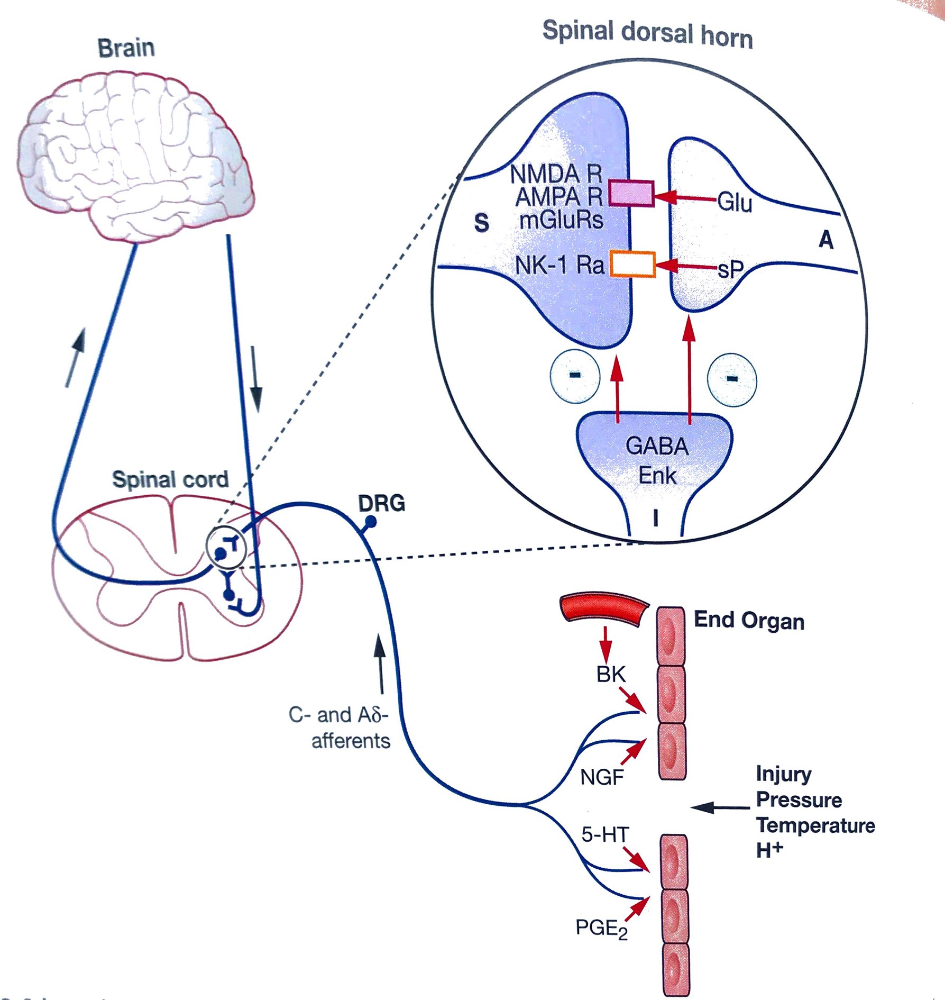 Brain
Spinal dorsal horn
NMDA R
AMPA R
mGluRs
S
Glu
A
NK-1 Ra
sP
-
-
GABA
Enk
I
Spinal cord
DRG
End Organ
BK
C- and Aδ-
afferents
NGF
Injury
Pressure
Temperature
H+
5-HT
PGE2